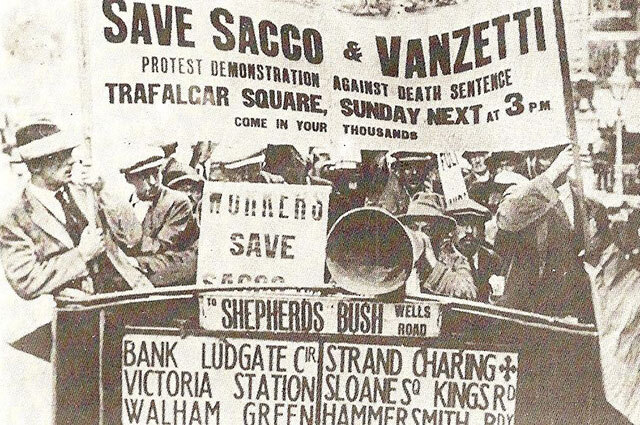 SAVE SACCO & VANZETTI
PROTEST DEMONSTRATION AGAINST DEATH SENTENCE
TRAFALGAR SQUARE, SUNDAY NEXT AT 3 PM
COME IN YOUR THOUSANDS
WORKERS
SAVE
SACCO
TO SHEPHERDS BUSH WELLS ROAD
BANK LUDGATE CIR.
VICTORIA STATION
WALHAM GREEN
STRAND CHARING ✠
SLOANE SQ KINGS RD
HAMMERSMITH BDY